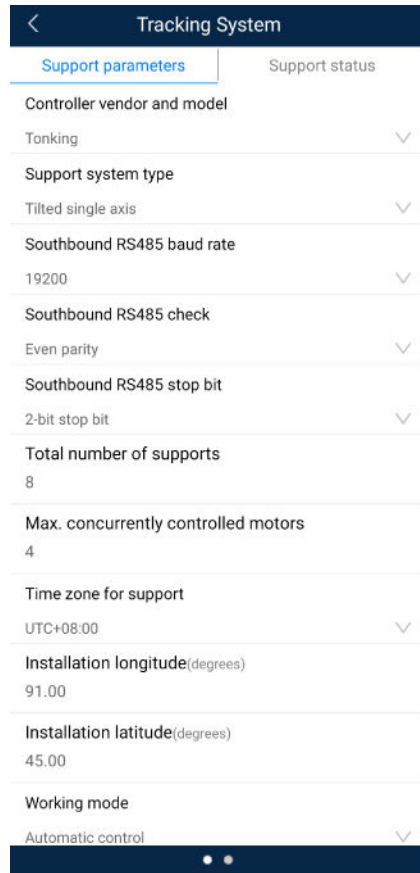 Tracking System
Support parameters
Support status
Controller vendor and model
Tonking
Support system type
Tilted single axis
Southbound RS485 baud rate
19200
Southbound RS485 check
Even parity
Southbound RS485 stop bit
2-bit stop bit
Total number of supports
8
Max. concurrently controlled motors
4
Time zone for support
UTC+08:00
Installation longitude(degrees)
91.00
Installation latitude(degrees)
45.00
Working mode
Automatic control